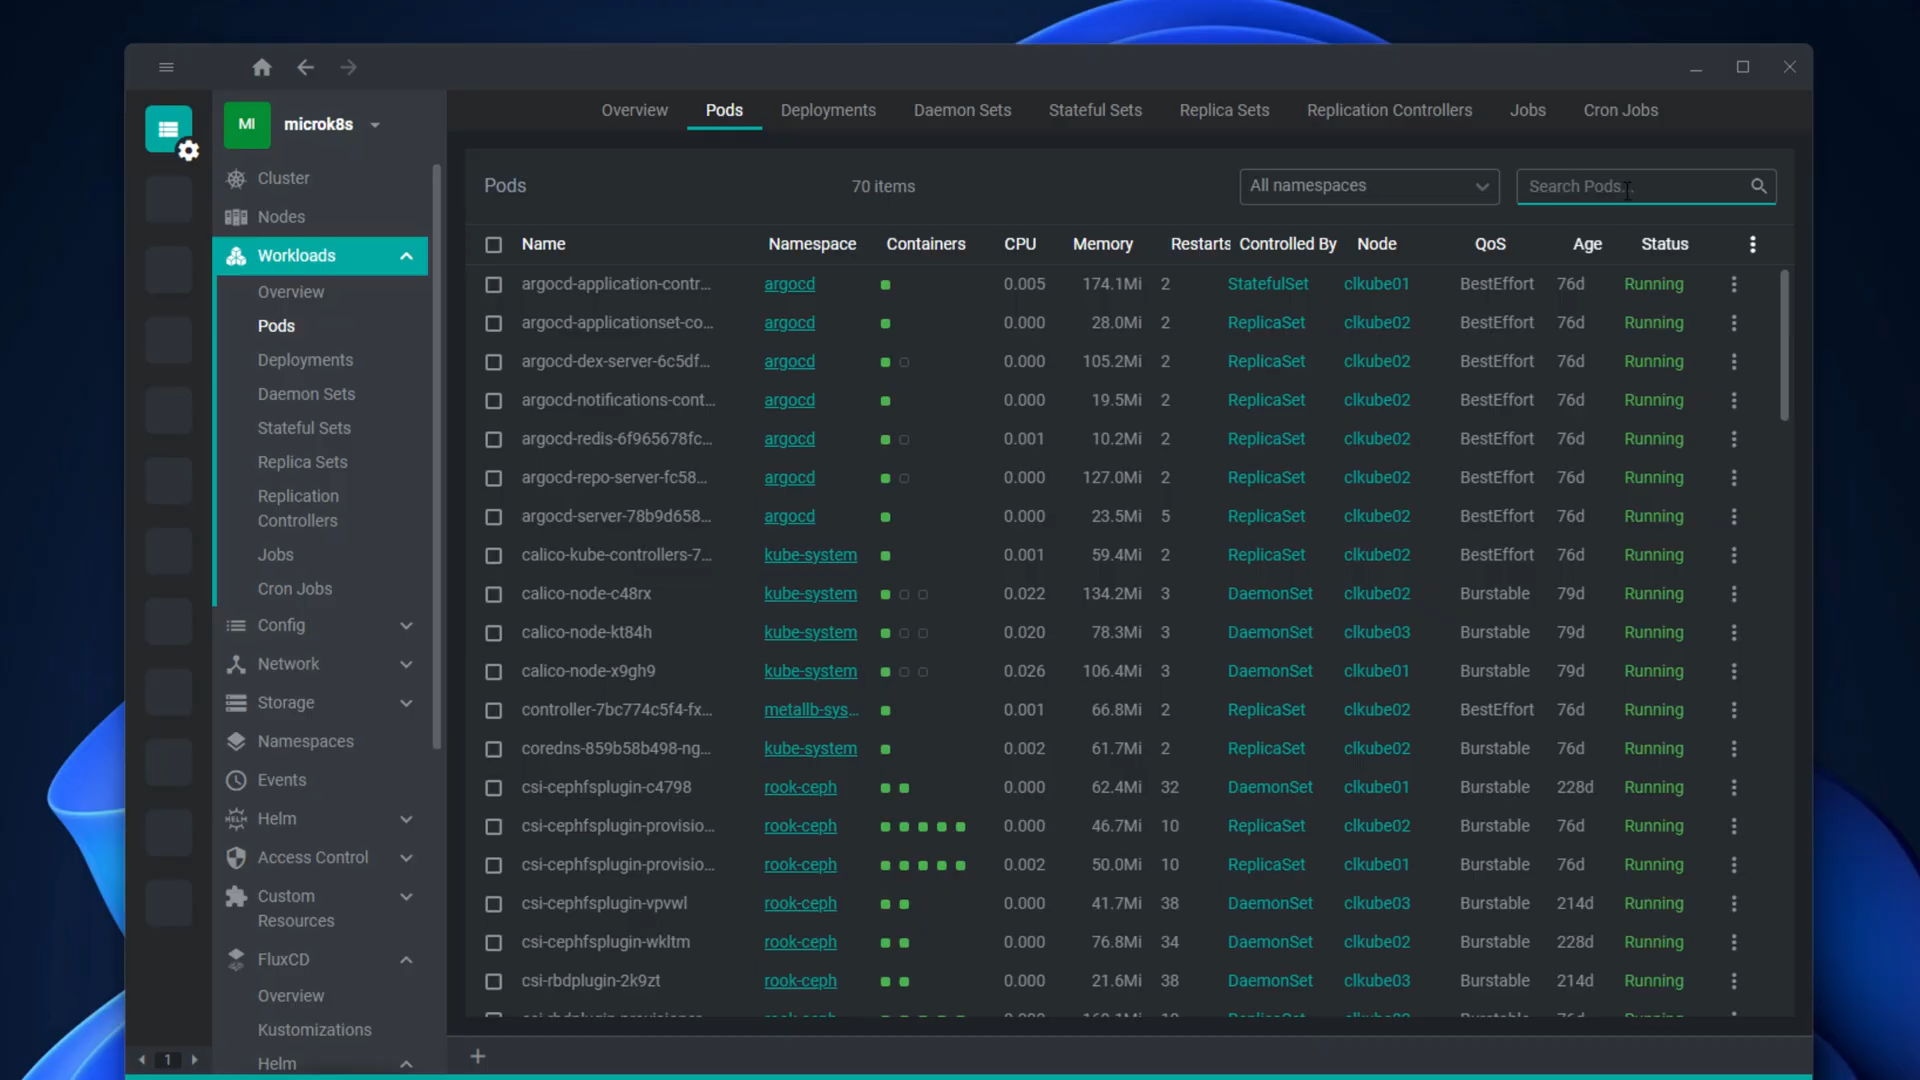 MI microk8s
Overview Pods Deployments Daemon Sets Stateful Sets Replica Sets Replication Controllers Jobs Cron Jobs
Cluster
Nodes
Workloads
Overview
Pods
Deployments
Daemon Sets
Stateful Sets
Replica Sets
Replication
Controllers
Jobs
Cron Jobs
Config
Network
Storage
Namespaces
Events
HELM Helm
Access Control
Custom
Resources
FluxCD
Overview
Kustomizations
Helm
1
Pods 70 items All namespaces Search Pods...
Name Namespace Containers CPU Memory Restarts Controlled By Node QoS Age Status
argocd-application-contr... argocd 0.005 174.1Mi 2 StatefulSet clkube01 BestEffort 76d Running
argocd-applicationset-co... argocd 0.000 28.0Mi 2 ReplicaSet clkube02 BestEffort 76d Running
argocd-dex-server-6c5df... argocd 0.000 105.2Mi 2 ReplicaSet clkube02 BestEffort 76d Running
argocd-notifications-cont... argocd 0.000 19.5Mi 2 ReplicaSet clkube02 BestEffort 76d Running
argocd-redis-6f965678fc... argocd 0.001 10.2Mi 2 ReplicaSet clkube02 BestEffort 76d Running
argocd-repo-server-fc58... argocd 0.000 127.0Mi 2 ReplicaSet clkube02 BestEffort 76d Running
argocd-server-78b9d658... argocd 0.000 23.5Mi 5 ReplicaSet clkube02 BestEffort 76d Running
calico-kube-controllers-7... kube-system 0.001 59.4Mi 2 ReplicaSet clkube02 BestEffort 76d Running
calico-node-c48rx kube-system 0.022 134.2Mi 3 DaemonSet clkube02 Burstable 79d Running
calico-node-kt84h kube-system 0.020 78.3Mi 3 DaemonSet clkube03 Burstable 79d Running
calico-node-x9gh9 kube-system 0.026 106.4Mi 3 DaemonSet clkube01 Burstable 79d Running
controller-7bc774c5f4-fx... metallb-sys... 0.001 66.8Mi 2 ReplicaSet clkube02 BestEffort 76d Running
coredns-859b58b498-ng... kube-system 0.002 61.7Mi 2 ReplicaSet clkube02 Burstable 76d Running
csi-cephfsplugin-c4798 rook-ceph 0.000 62.4Mi 32 DaemonSet clkube01 Burstable 228d Running
csi-cephfsplugin-provisio... rook-ceph 0.000 46.7Mi 10 ReplicaSet clkube02 Burstable 76d Running
csi-cephfsplugin-provisio... rook-ceph 0.002 50.0Mi 10 ReplicaSet clkube01 Burstable 76d Running
csi-cephfsplugin-vpvwl rook-ceph 0.000 41.7Mi 38 DaemonSet clkube03 Burstable 214d Running
csi-cephfsplugin-wkltm rook-ceph 0.000 76.8Mi 34 DaemonSet clkube02 Burstable 228d Running
csi-rbdplugin-2k9zt rook-ceph 0.000 21.6Mi 38 DaemonSet clkube03 Burstable 214d Running